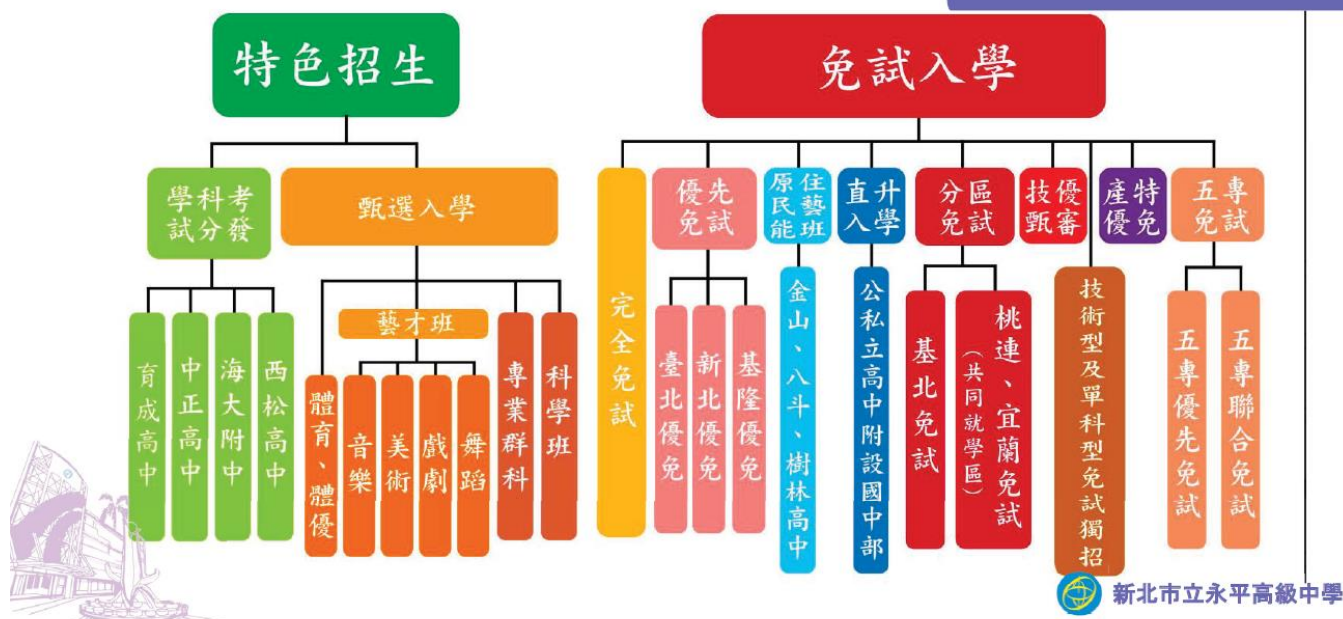 特色招生
免試入學
學科考
試分發
甄選入學
育成高中
中正高中
海大附中
西松高中
體育、體優
藝才班
音樂
美術
戲劇
舞蹈
專業群科
科學班
完全免試
優先
免試
臺北優免
新北優免
基隆優免
原住
民藝
能班
金山、八斗、樹林高中
直升
入學
公私立高中附設國中部
分區
免試
基北免試
桃連、宜蘭免試
（共同就學區）
技優
甄審
技術型及單科型免試獨招
產特
優免
五專
免試
五專優先免試
五專聯合免試
新北市立永平高級中學